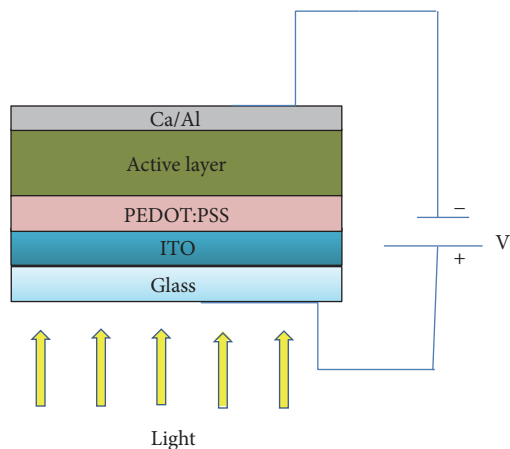 Ca/Al
Active layer
PEDOT:PSS
ITO
Glass
Light
−
V
+